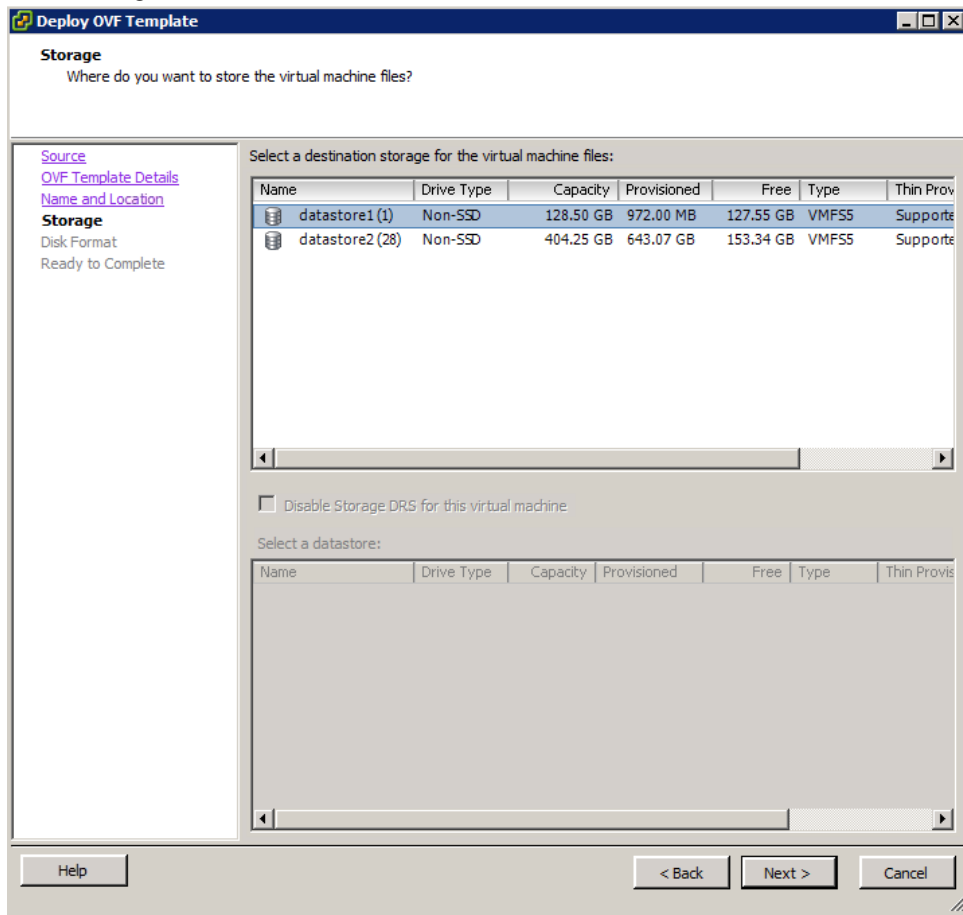 Deploy OVF Template
Storage
Where do you want to store the virtual machine files?
Source
OVF Template Details
Name and Location
Storage
Disk Format
Ready to Complete
Select a destination storage for the virtual machine files:
Name Drive Type Capacity Provisioned Free Type Thin Prov
datastore1 (1) Non-SSD 128.50 GB 972.00 MB 127.55 GB VMFS5 Supporte
datastore2 (28) Non-SSD 404.25 GB 643.07 GB 153.34 GB VMFS5 Supporte
Disable Storage DRS for this virtual machine
Select a datastore:
Name Drive Type Capacity Provisioned Free Type Thin Provis
Help < Back Next > Cancel